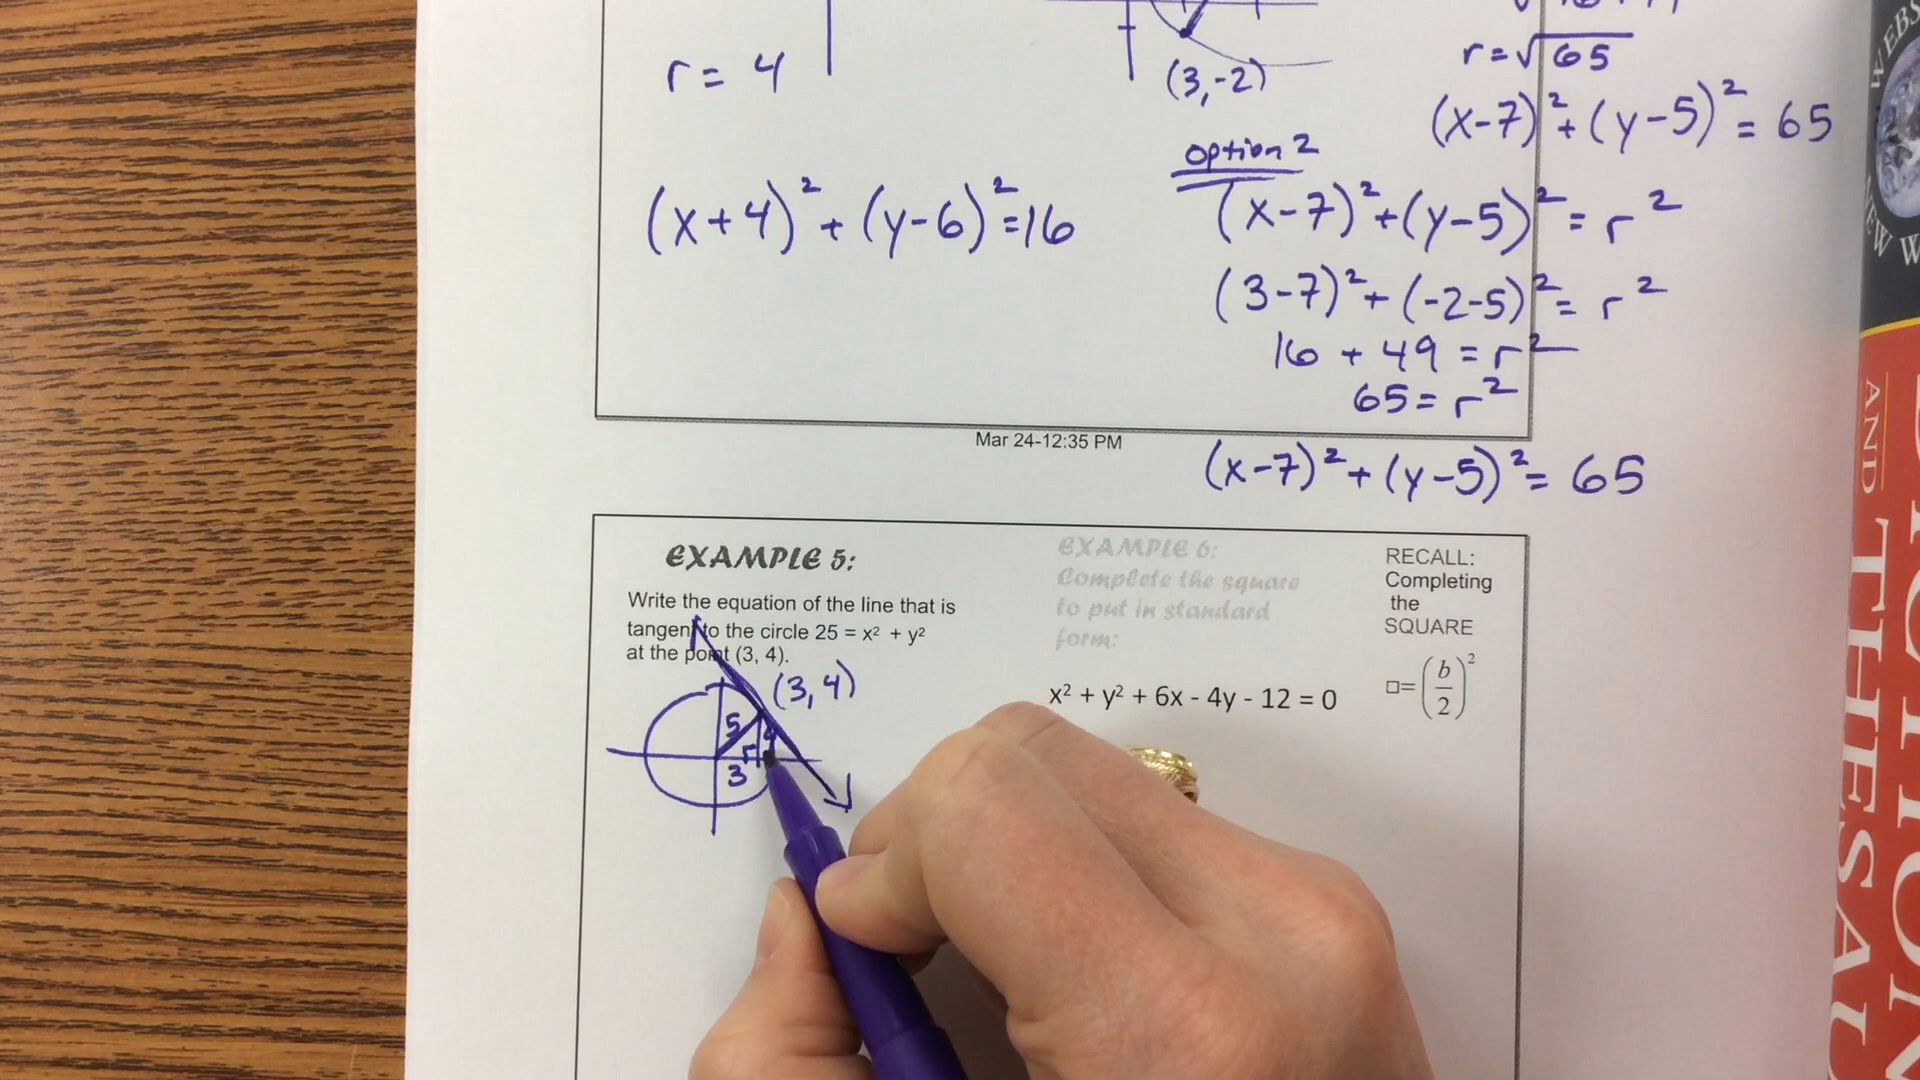 r = 4
(3,-2)
r = √65
(x-7)² + (y-5)² = 65
option 2
(x+4)² + (y-6)² = 16
(x-7)² + (y-5)² = r²
(3-7)² + (-2-5)² = r²
16 + 49 = r²
65 = r²
Mar 24-12:35 PM
(x-7)² + (y-5)² = 65
EXAMPLE 5:
Write the equation of the line that is
tangent to the circle 25 = x² + y²
at the point (3, 4).
(3,4)
5
4
3
EXAMPLE 6:
Complete the square
to put in standard
form:
x² + y² + 6x - 4y - 12 = 0
RECALL:
Completing
the
SQUARE
□= (b/2)²
WEBS
NEW W
AND THESAU